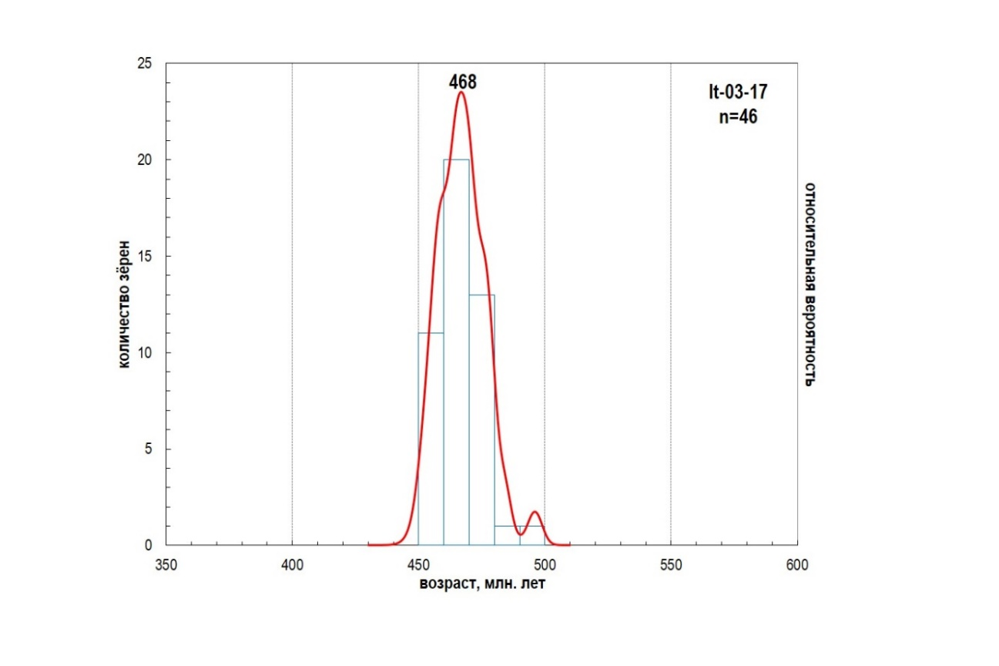 468
It-03-17
n=46
25
20
15
10
5
0
количество зёрен
относительная вероятность
350 400 450 500 550 600
возраст, млн. лет